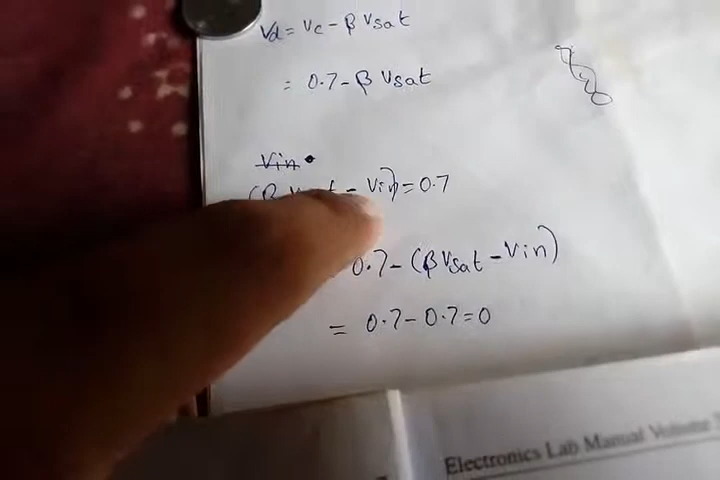 Vd = Vc - β Vsat
= 0.7 - β Vsat
Vin
(β - Vin) = 0.7
0.7 - (β Vsat - Vin)
= 0.7 - 0.7 = 0
Electronics Lab Manual Volume